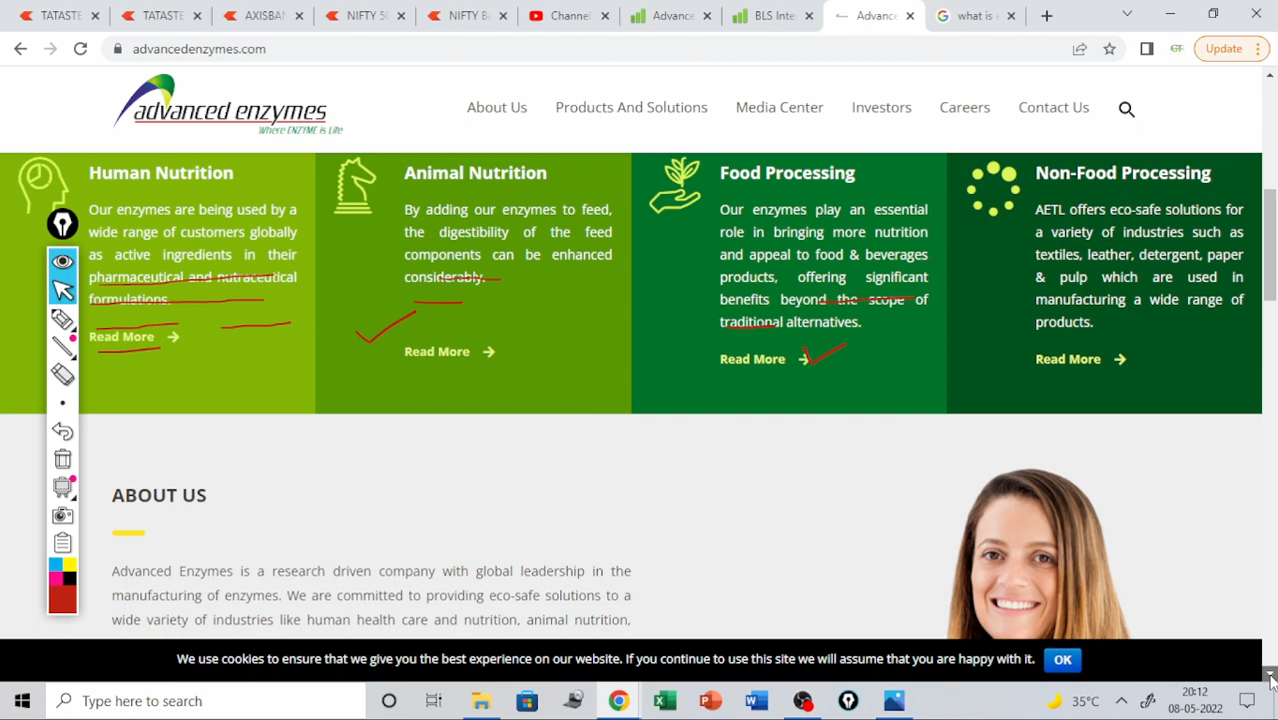 TATASTE
TATASTE
AXISBAN
NIFTY 50
NIFTY BA
Channel
Advance
BLS Inte
Advance
what is
Update
advancedenzymes.com
GT
advanced enzymes
Where ENZYME is Life
About Us
Products And Solutions
Media Center
Investors
Careers
Contact Us
Human Nutrition
Our enzymes are being used by a
wide range of customers globally
as active ingredients in their
pharmaceutical and nutraceutical
formulations.
Read More
Animal Nutrition
By adding our enzymes to feed,
the digestibility of the feed
components can be enhanced
considerably.
Read More
Food Processing
Our enzymes play an essential
role in bringing more nutrition
and appeal to food & beverages
products, offering significant
benefits beyond the scope of
traditional alternatives.
Read More
Non-Food Processing
AETL offers eco-safe solutions for
a variety of industries such as
textiles, leather, detergent, paper
& pulp which are used in
manufacturing a wide range of
products.
Read More
ABOUT US
Advanced Enzymes is a research driven company with global leadership in the
manufacturing of enzymes. We are committed to providing eco-safe solutions to a
wide variety of industries like human health care and nutrition, animal nutrition,
We use cookies to ensure that we give you the best experience on our website. If you continue to use this site we will assume that you are happy with it.
OK
Type here to search
35°C
20:12
08-05-2022